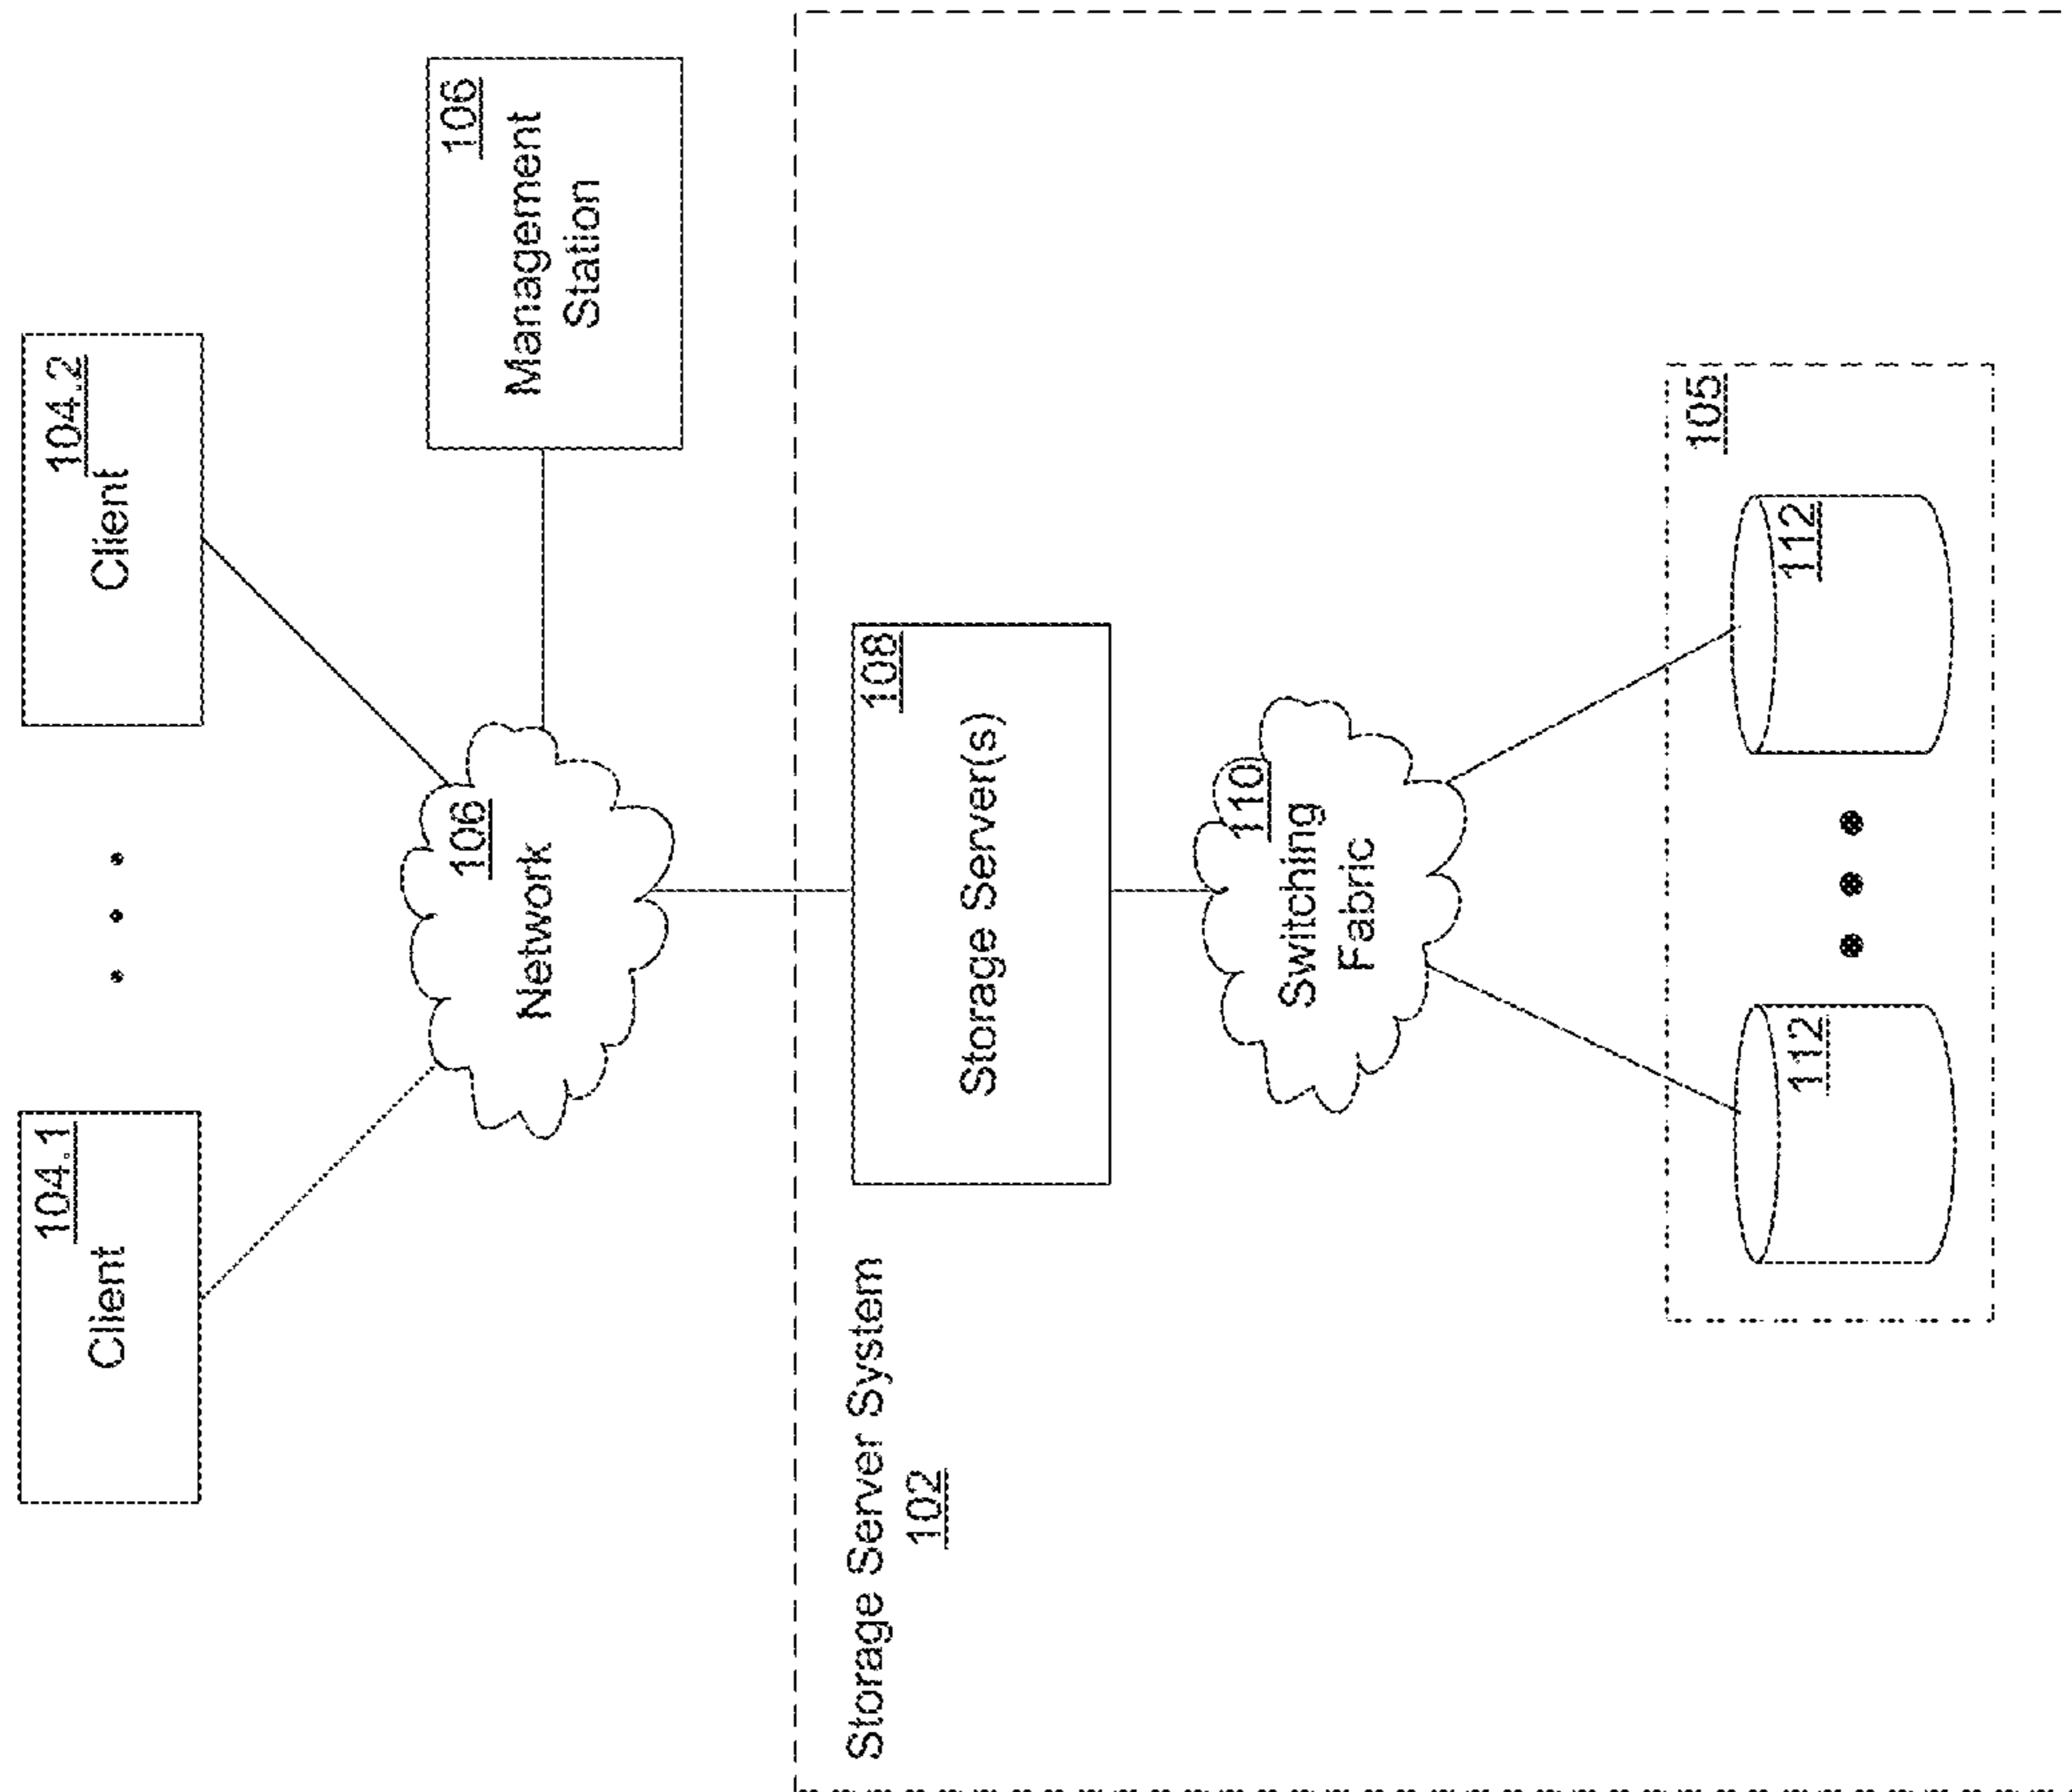 104.1
Client
104.2
Client
106
Network
106
Management
Station
Storage Server System
102
108
Storage Server(s)
110
Switching
Fabric
105
112
112